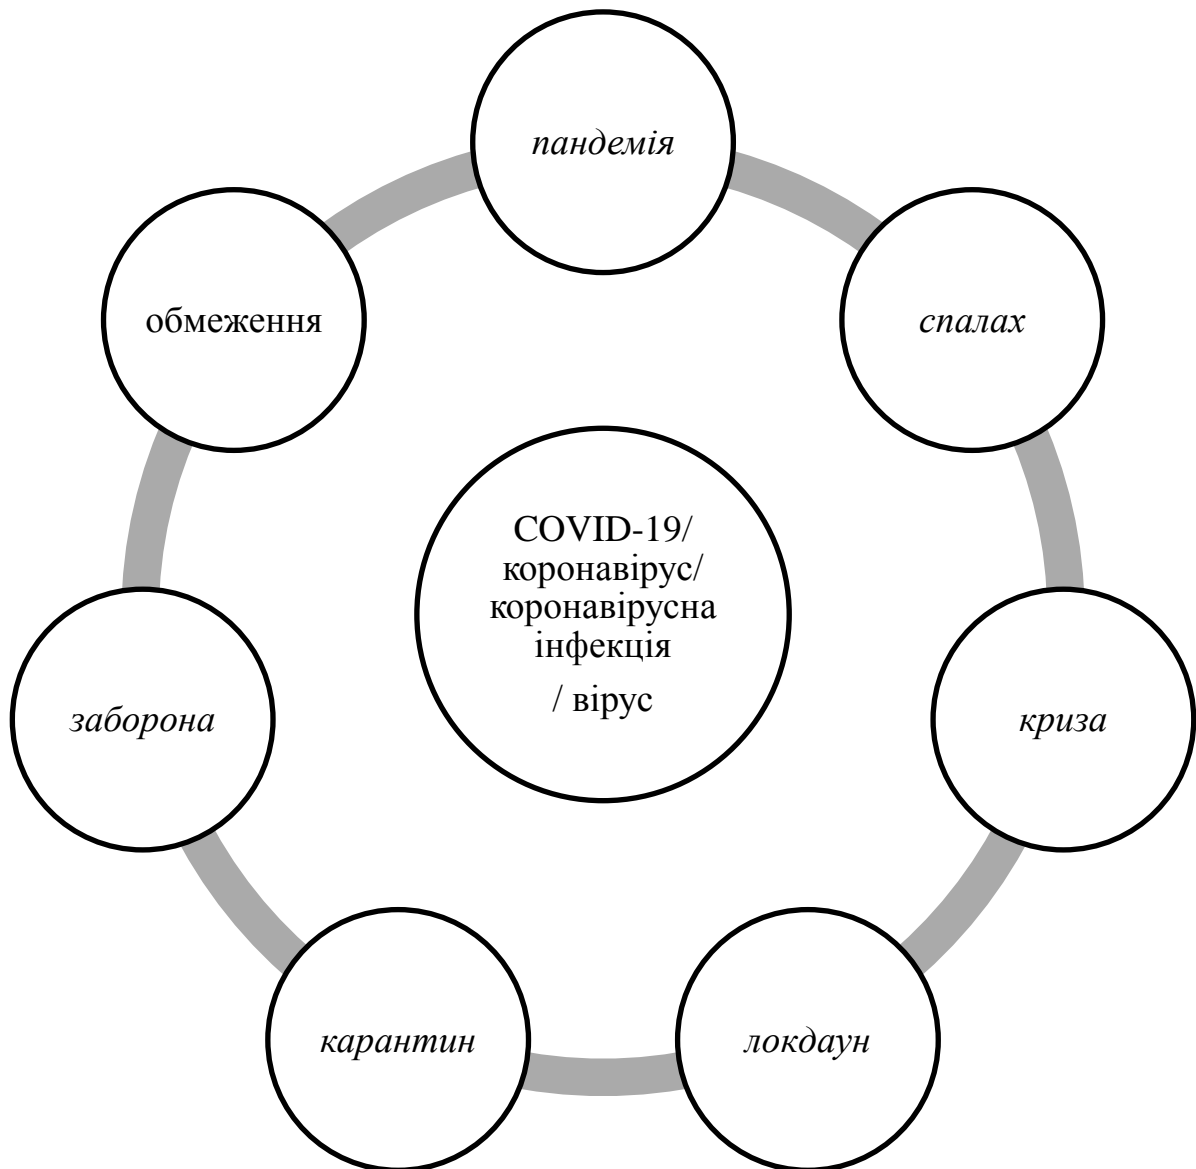 пандемія
спалах
криза
локдаун
карантин
заборона
обмеження
COVID-19/
коронавірус/
коронавірусна
інфекція
/ вірус